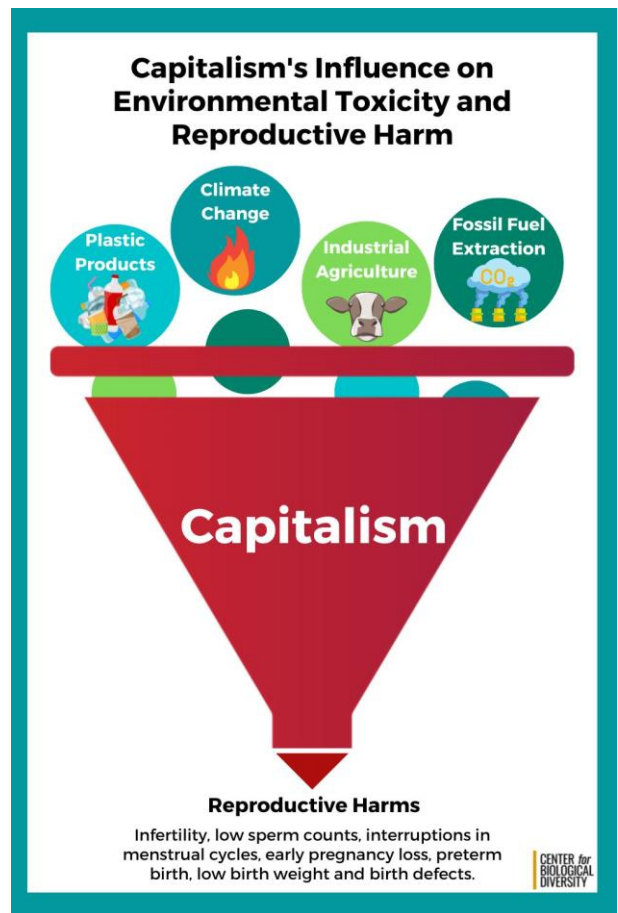 Capitalism's Influence on
Environmental Toxicity and
Reproductive Harm
Climate
Change
Plastic
Products
Industrial
Agriculture
Fossil Fuel
Extraction
CO₂
Capitalism
Reproductive Harms
Infertility, low sperm counts, interruptions in
menstrual cycles, early pregnancy loss, preterm
birth, low birth weight and birth defects.
CENTER for
BIOLOGICAL
DIVERSITY